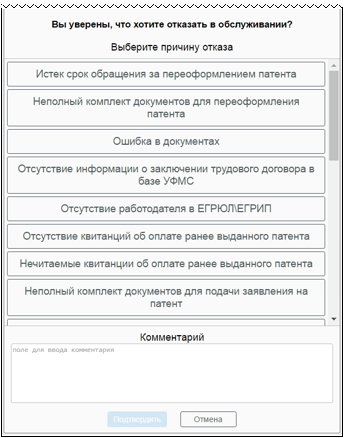 Вы уверены, что хотите отказать в обслуживании?
Выберите причину отказа
Истек срок обращения за переоформлением патента
Неполный комплект документов для переоформления
патента
Ошибка в документах
Отсутствие информации о заключении трудового договора в
базе УФМС
Отсутствие работодателя в ЕГРЮЛ\ЕГРИП
Отсутствие квитанций об оплате ранее выданного патента
Нечитаемые квитанции об оплате ранее выданного патента
Неполный комплект документов для подачи заявления на
патент
Комментарий
поле для ввода комментария
Подтвердить
Отмена